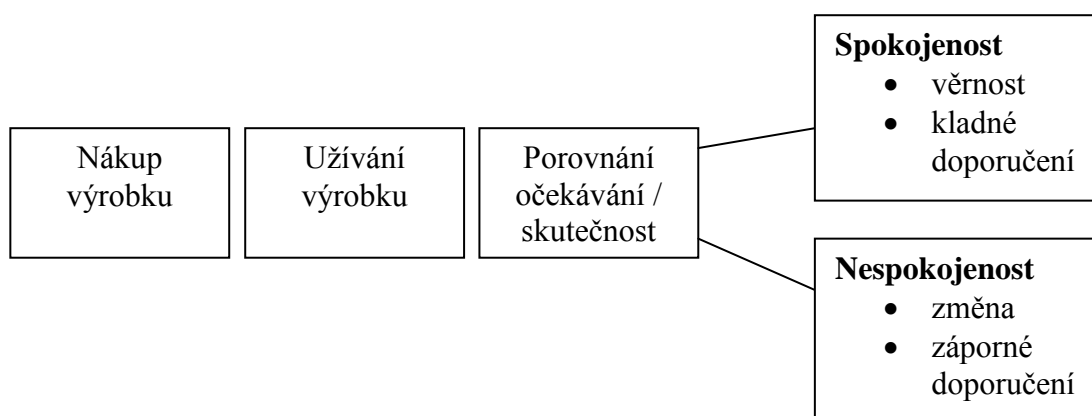 Nákup
výrobku
Užívání
výrobku
Porovnání
očekávání /
skutečnost
Spokojenost
• věrnost
• kladné
doporučení
Nespokojenost
• změna
• záporné
doporučení